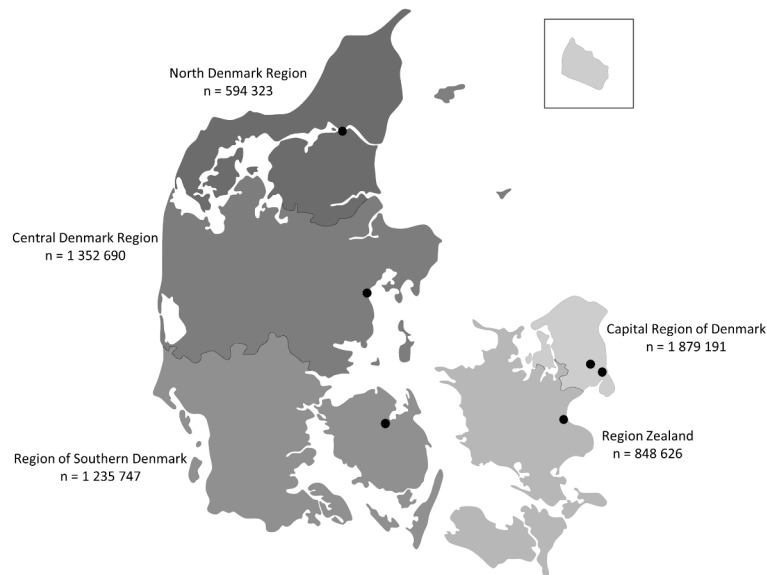 North Denmark Region
n = 594 323
Central Denmark Region
n = 1 352 690
Capital Region of Denmark
n = 1 879 191
Region Zealand
n = 848 626
Region of Southern Denmark
n = 1 235 747